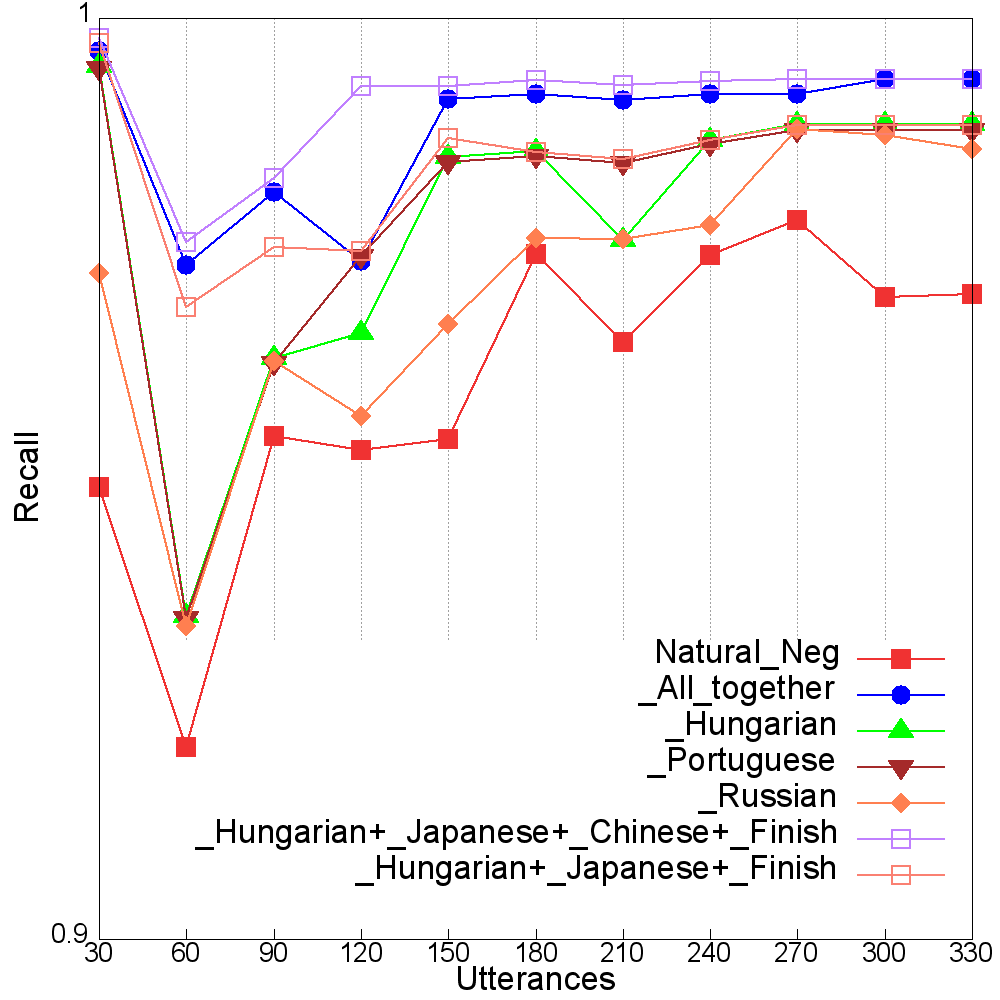 1
Recall
Natural_Neg
_All_together
_Hungarian
_Portuguese
_Russian
_Hungarian+_Japanese+_Chinese+_Finish
_Hungarian+_Japanese+_Finish
0.9
30 60 90 120 150 180 210 240 270 300 330
Utterances